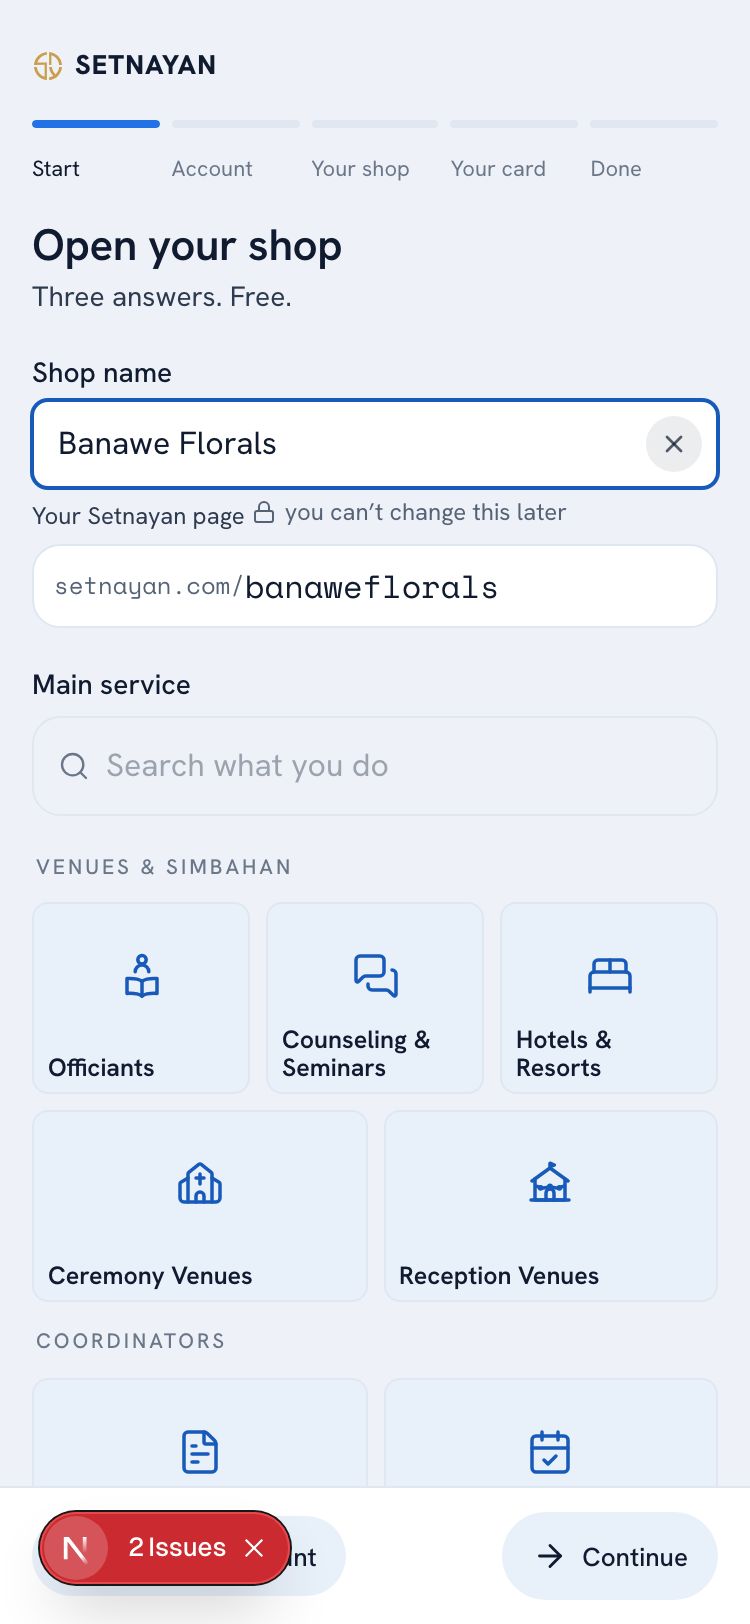 SETNAYAN
Start Account Your shop Your card Done
Open your shop
Three answers. Free.
Shop name
Banawe Florals
Your Setnayan page you can’t change this later
setnayan.com/banaweflorals
Main service
Search what you do
VENUES & SIMBAHAN
Officiants
Counseling &
Seminars
Hotels &
Resorts
Ceremony Venues
Reception Venues
COORDINATORS
N 2 Issues
Continue